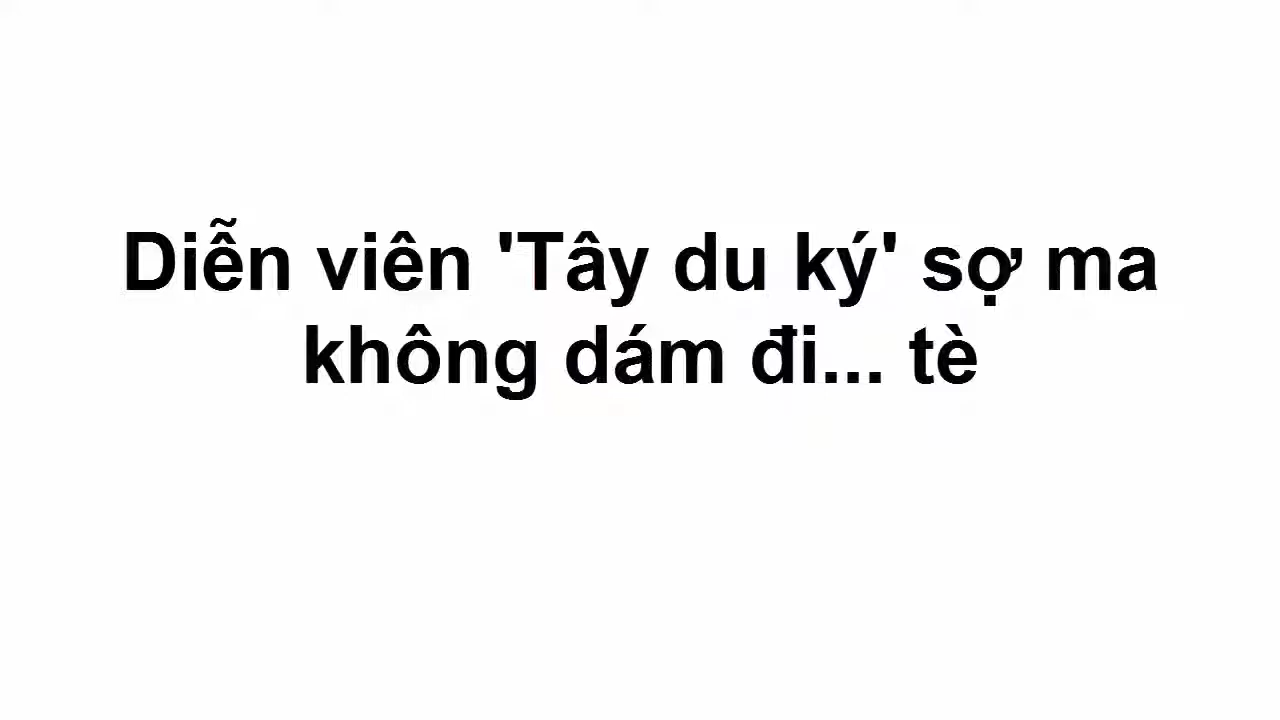 Diễn viên 'Tây du ký' sợ ma
không dám đi... tè